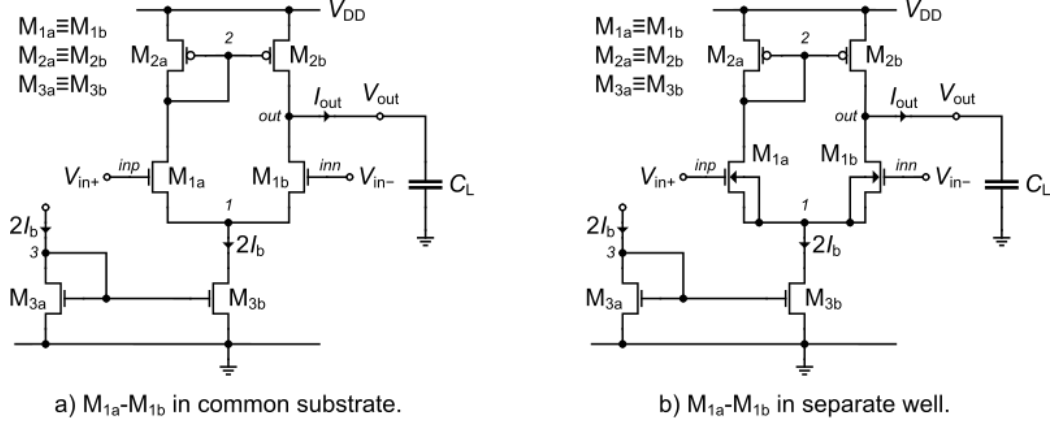 M1a≡M1b
M2a≡M2b
M3a≡M3b
VDD
M2a
2
M2b
Iout
Vout
out
Vin+
inp
M1a
M1b
inn
Vin−
CL
1
2Ib
2Ib
3
M3a
M3b
a) M1a-M1b in common substrate.
M1a≡M1b
M2a≡M2b
M3a≡M3b
VDD
M2a
2
M2b
Iout
Vout
out
Vin+
inp
M1a
M1b
inn
Vin−
CL
1
2Ib
2Ib
3
M3a
M3b
b) M1a-M1b in separate well.